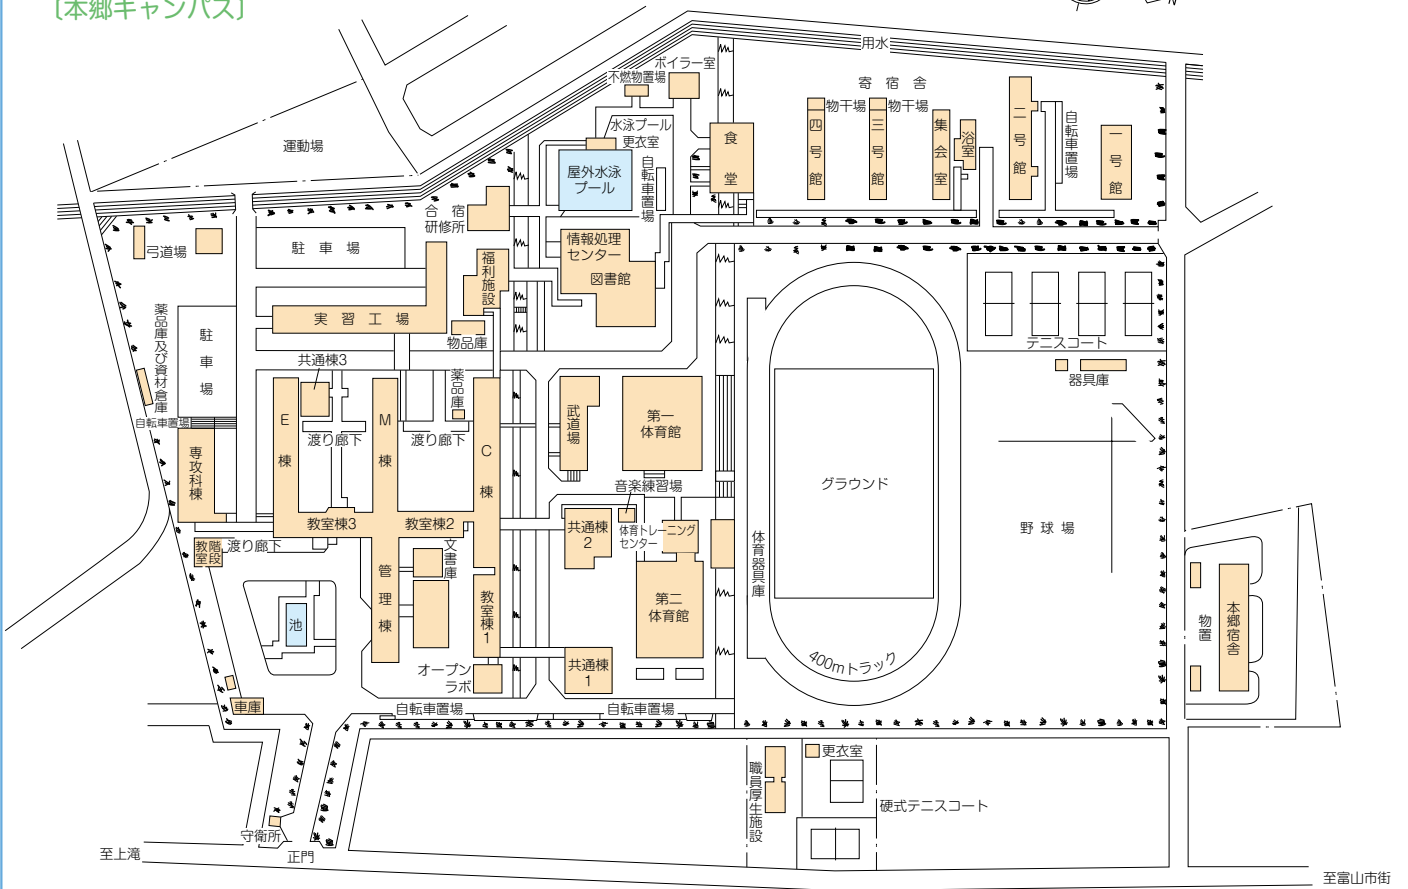 〔本郷キャンパス〕
N
用水
ボイラー室
不燃物置場
寄宿舎
物干場
物干場
四号館
三号館
集会室
浴室
二号館
自転車置場
一号館
食堂
水泳プール
更衣室
屋外水泳
プール
自転車置場
運動場
合宿
研修所
弓道場
駐車場
福利施設
情報処理
センター
図書館
実習工場
物品庫
薬品庫及び資材倉庫
駐車場
共通棟3
薬品庫
テニスコート
器具庫
自転車置場
E棟
渡り廊下
M棟
渡り廊下
C棟
武道場
第一
体育館
専攻科棟
音楽練習場
グラウンド
教室棟3
教室棟2
共通棟
2
体育トレーニング
センター
野球場
階段教室
渡り廊下
文書庫
体育器具庫
管理棟
教室棟1
第二
体育館
池
物置
本郷宿舎
オープン
ラボ
共通棟
1
400mトラック
車庫
自転車置場
自転車置場
職員厚生施設
更衣室
硬式テニスコート
守衛所
正門
至上滝
至富山市街